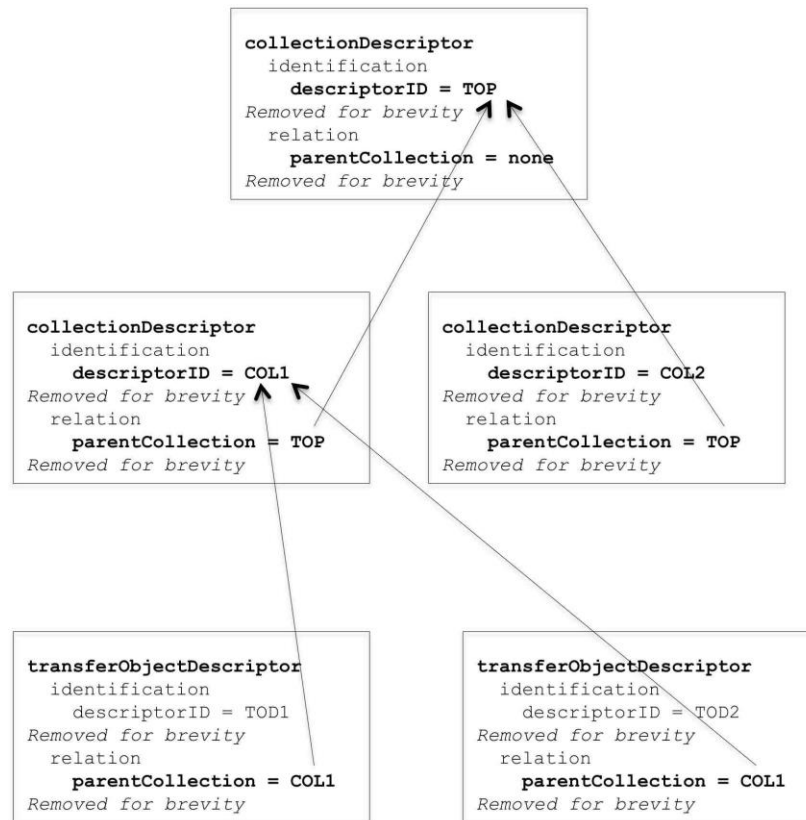 collectionDescriptor
identification
descriptorID = TOP
Removed for brevity
relation
parentCollection = none
Removed for brevity
collectionDescriptor
identification
descriptorID = COL1
Removed for brevity
relation
parentCollection = TOP
Removed for brevity
collectionDescriptor
identification
descriptorID = COL2
Removed for brevity
relation
parentCollection = TOP
Removed for brevity
transferObjectDescriptor
identification
descriptorID = TOD1
Removed for brevity
relation
parentCollection = COL1
Removed for brevity
transferObjectDescriptor
identification
descriptorID = TOD2
Removed for brevity
relation
parentCollection = COL1
Removed for brevity